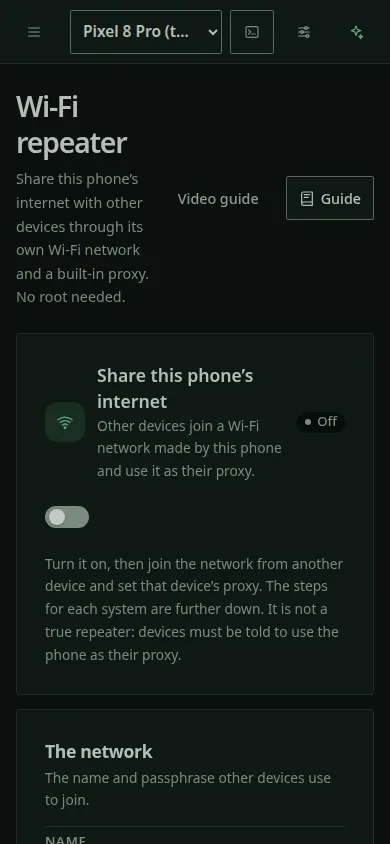 Pixel 8 Pro (t...
Wi-Fi
repeater
Share this phone's
internet with other
devices through its
own Wi-Fi network
and a built-in proxy.
No root needed.
Video guide
Guide
Share this phone's
internet
Other devices join a Wi-Fi
network made by this phone
and use it as their proxy.
Off
Turn it on, then join the network from another
device and set that device's proxy. The steps
for each system are further down. It is not a
true repeater: devices must be told to use the
phone as their proxy.
The network
The name and passphrase other devices use
to join.
NAME